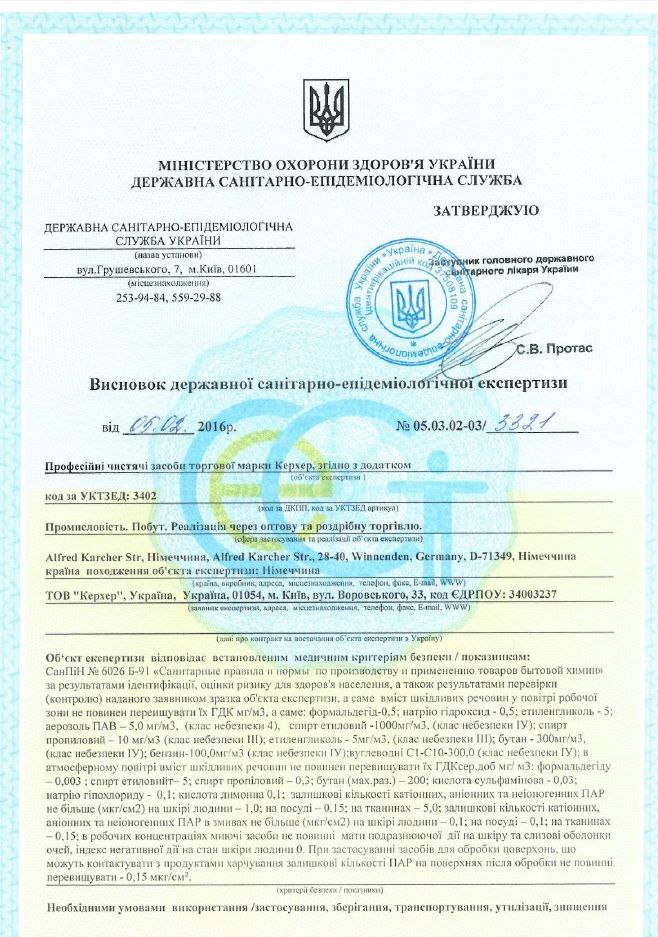 МІНІСТЕРСТВО ОХОРОНИ ЗДОРОВ'Я УКРАЇНИ
ДЕРЖАВНА САНІТАРНО-ЕПІДЕМІОЛОГІЧНА СЛУЖБА
ЗАТВЕРДЖУЮ
ДЕРЖАВНА САНІТАРНО-ЕПІДЕМІОЛОГІЧНА
СЛУЖБА УКРАЇНИ
(назва установи)
вул.Грушевського, 7, м.Київ, 01601
(місцезнаходження)
253-94-84, 559-29-88
Заступник головного державного
санітарного лікаря України
С.В. Протас
Україна * Державна санітарно-епідеміологічна служба України *
Ідентифікаційний код 37508109
Висновок державної санітарно-епідеміологічної експертизи
від 05.02. 2016р. № 05.03.02-03/ 3321
Професійні чистячі засоби торгової марки Керхер, згідно з додатком
(об'єкта експертизи )
код за УКТЗЕД: 3402
(код за ДКПП, код за УКТЗЕД артикул)
Промисловість. Побут. Реалізація через оптову та роздрібну торгівлю.
(сфера застосування та реалізації об'єкта експертизи)
Alfred Karcher Str, Німеччина, Alfred Karcher Str., 28-40, Winnenden, Germany, D-71349, Німеччина
країна походження об'єкта експертизи: Німеччина
(країна, виробник, адреса, місцезнаходження, телефон, факс, E-mail, WWW)
ТОВ "Керхер", Україна, Україна, 01054, м. Київ, вул. Воровського, 33, код ЄДРПОУ: 34003237
(заявник експертизи, адреса, місцезнаходження, телефон, факс, E-mail, WWW)
(дані про контракт на постачання об'єкта експертизи в Україну)
Об'єкт експертизи відповідає встановленим медичним критеріям безпеки / показникам:
СанПіН № 6026 Б-91 «Санитарные правила и нормы по производству и применению товаров бытовой химии»
за результатами ідентифікації, оцінки ризику для здоров'я населення, а також результатами перевірки
(контролю) наданого заявником зразка об'єкта експертизи, а саме: вміст шкідливих речовин у повітрі робочої
зони не повинен перевищувати їх ГДК мг/м3, а саме: формальдегід-0,5; натрію гідроксид - 0,5; етиленгликоль - 5;
аерозоль ПАВ – 5,0 мг/м3, (клас небезпеки 4), спирт етиловий -1000мг/м3, (клас небезпеки IV); спирт
пропиловий – 10 мг/м3 (клас небезпеки III); етиленгликоль - 5мг/м3, (клас небезпеки III); бутан - 300мг/м3,
(клас небезпеки IV); бензин-100,0мг/м3 (клас небезпеки IV);вуглеводні С1-С10-300,0 (клас небезпеки IV); в
атмосферному повітрі вміст шкідливих речовин не повинен перевищувати їх ГДКсер.доб мг/ м3: формальдегіду
– 0,003 ; спирт етиловийт– 5; спирт пропіловий – 0,3; бутан (мах.раз.) – 200; кислота сульфамінова - 0,03;
натрію гіпохлориду - 0,1; кислота лимонна 0,1; залишкові кількості катіонних, аніонних та неіоногенних ПАР
не більше (мкг/см2) на шкірі людини – 1,0; на посуді – 0,15; на тканинах – 5,0; залишкові кількості катіонних,
аніонних та неіоногенних ПАР в змивах не більше (мкг/см2) на шкірі людини – 0,1; на посуді – 0,1; на тканинах
– 0,15; в робочих концентраціях миючі засоби не повинні мати подразнюючої дії на шкіру та слизові оболонки
очей, індекс негативної дії на стан шкіри людини 0. При застосуванні засобів для обробки поверхонь, що
можуть контактувати з продуктами харчування залишкові кількості ПАР на поверхнях після обробки не повинні
перевищувати - 0,15 мкг/см².
(критерії безпеки / показники)
Необхідними умовами використання /застосування, зберігання, транспортування, утилізації, знищення